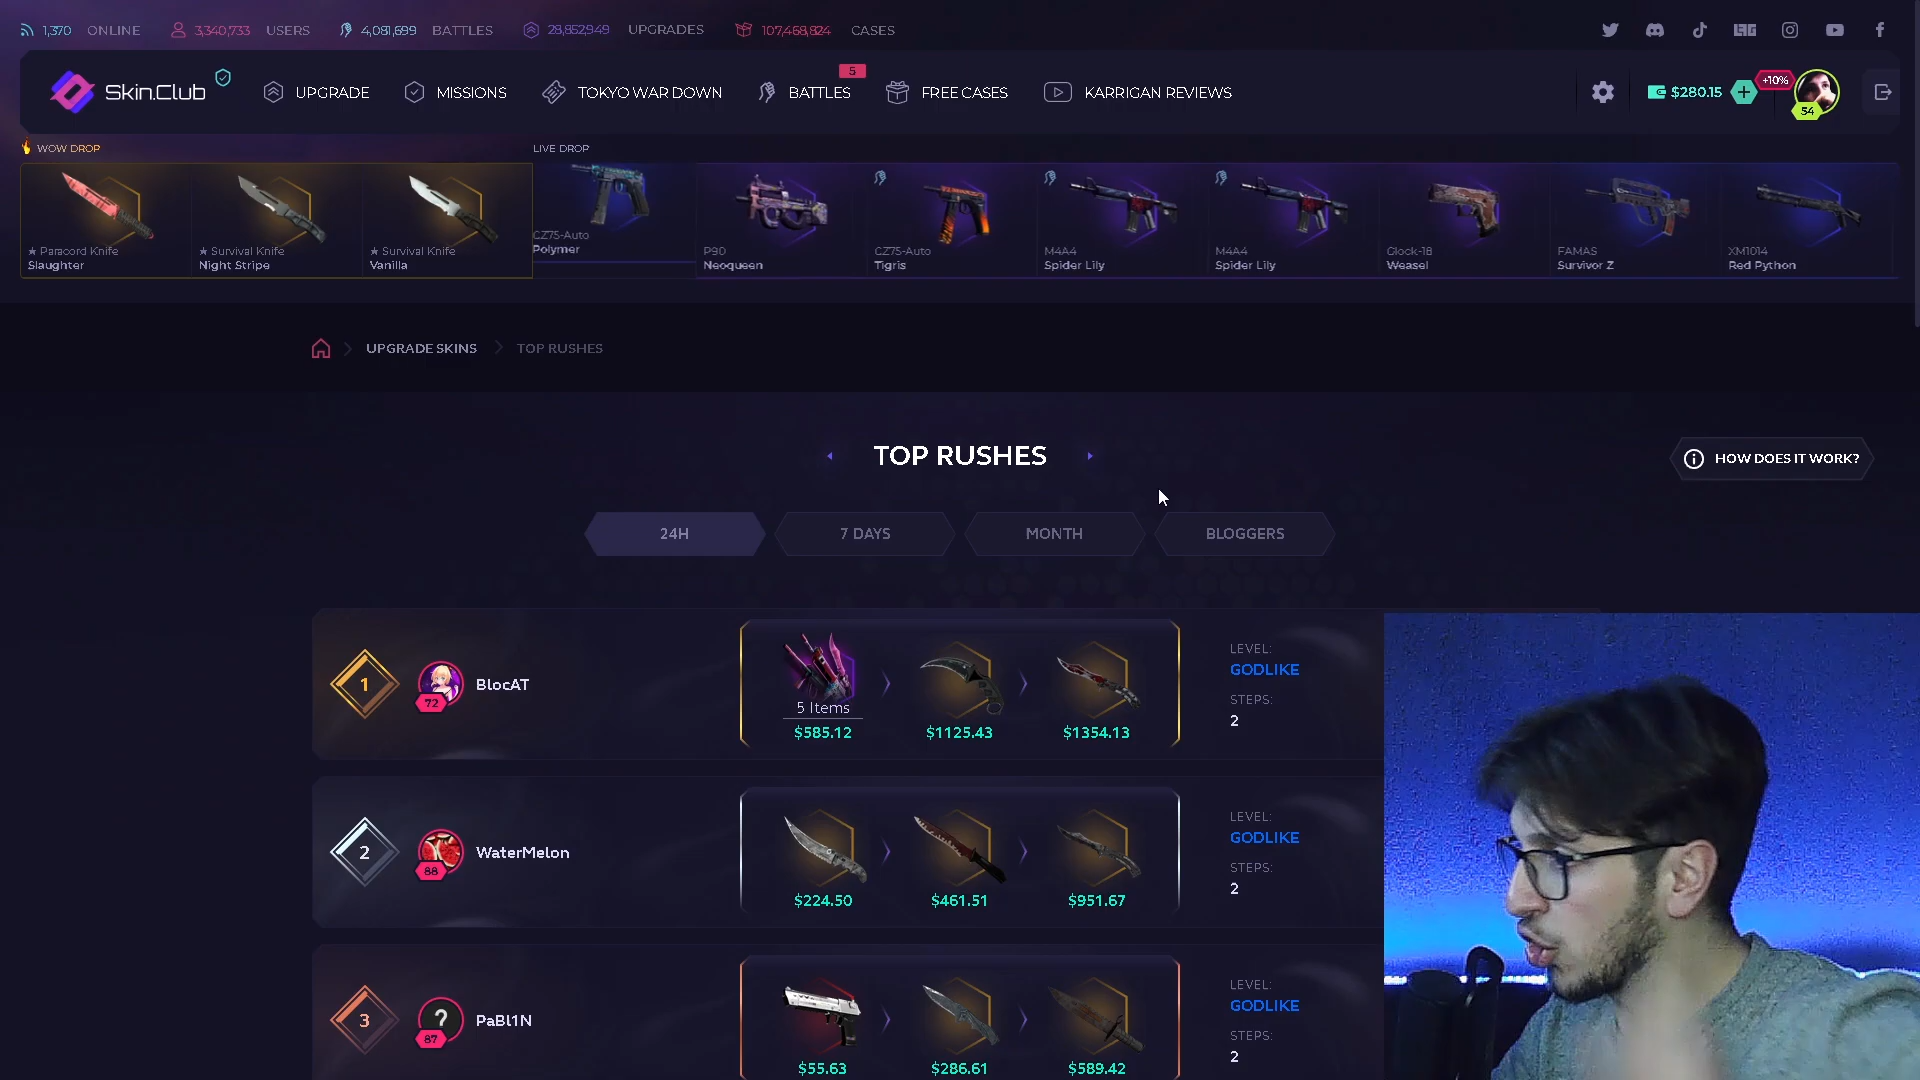 1,370 ONLINE 3,340,733 USERS 4,081,699 BATTLES 28,852,949 UPGRADES 107,468,824 CASES
Skin.Club UPGRADE MISSIONS TOKYO WAR DOWN BATTLES 5 FREE CASES KARRIGAN REVIEWS $280.15 + +10% 54
WOW DROP LIVE DROP
★ Paracord Knife
Slaughter
★ Survival Knife
Night Stripe
★ Survival Knife
Vanilla
CZ75-Auto
Polymer
P90
Neoqueen
CZ75-Auto
Tigris
M4A4
Spider Lily
M4A4
Spider Lily
Glock-18
Weasel
FAMAS
Survivor Z
XM1014
Red Python
UPGRADE SKINS TOP RUSHES
TOP RUSHES
HOW DOES IT WORK?
24H 7 DAYS MONTH BLOGGERS
1 72 BlocAT
5 Items
$585.12 $1125.43 $1354.13
LEVEL:
GODLIKE
STEPS:
2
2 88 WaterMelon
$224.50 $461.51 $951.67
LEVEL:
GODLIKE
STEPS:
2
3 ? 87 PaBl1N
$55.63 $286.61 $589.42
LEVEL:
GODLIKE
STEPS:
2